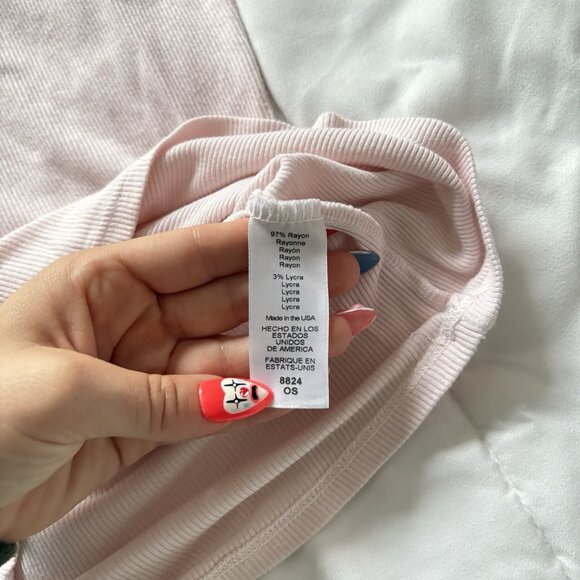 97% Rayon
Rayonne
Rayón
Rayon
Rayon
3% Lycra
Lycra
Lycra
Lycra
Lycra
Made in the USA
HECHO EN LOS
ESTADOS
UNIDOS
DE AMERICA
FABRIQUE EN
ESTATS-UNIS
8824
OS